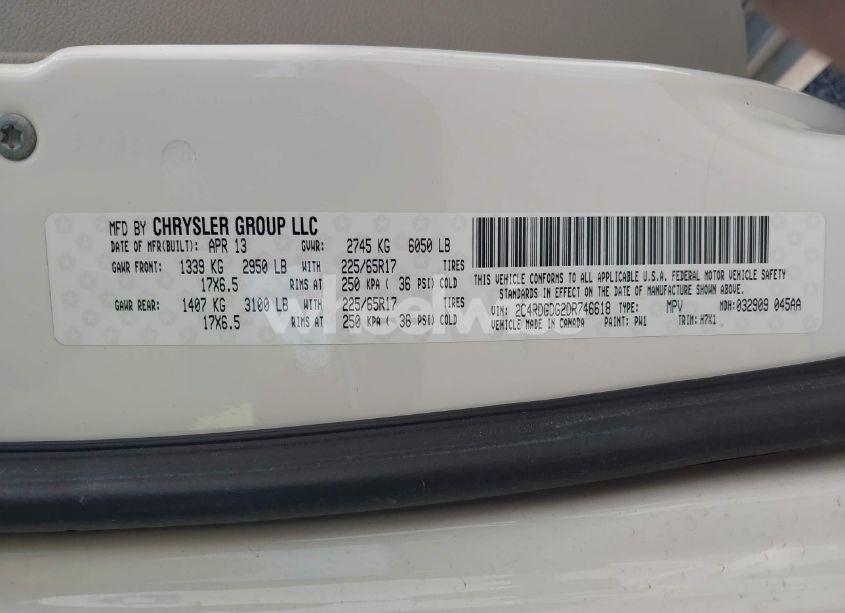 MFD BY CHRYSLER GROUP LLC
DATE OF MFR(BUILT): APR 13 GVWR: 2745 KG 6050 LB
GAWR FRONT: 1339 KG 2950 LB WITH 225/65R17 TIRES
17X6.5 RIMS AT 250 KPA ( 36 PSI) COLD
GAWR REAR: 1407 KG 3100 LB WITH 225/65R17 TIRES
17X6.5 RIMS AT 250 KPA ( 36 PSI) COLD
THIS VEHICLE CONFORMS TO ALL APPLICABLE U.S.A. FEDERAL MOTOR VEHICLE SAFETY
STANDARDS IN EFFECT ON THE DATE OF MANUFACTURE SHOWN ABOVE.
VIN: 2C4RDGDG2DR746618 TYPE: MPV MDH:032909 045AA
VEHICLE MADE IN CANADA PAINT: PW1 TRIM: H7X1